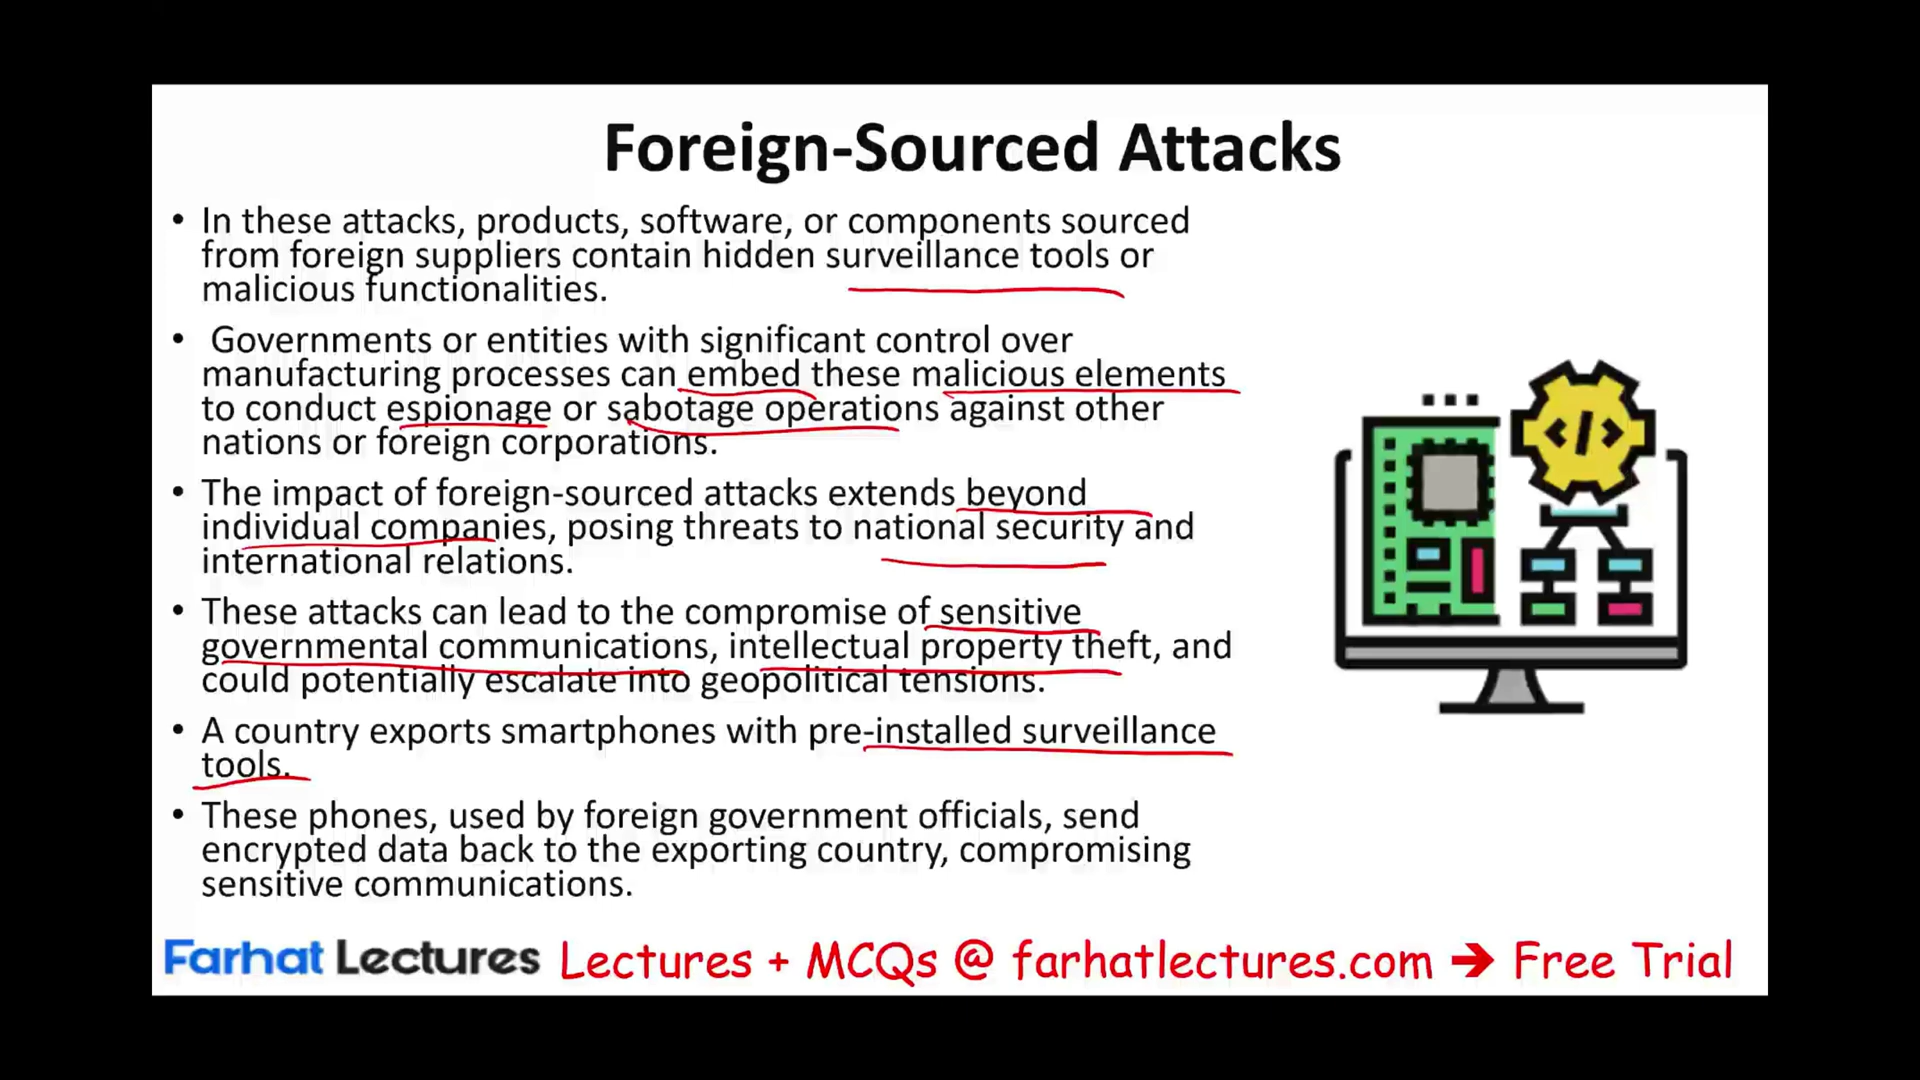 Foreign-Sourced Attacks
• In these attacks, products, software, or components sourced
from foreign suppliers contain hidden surveillance tools or
malicious functionalities.
• Governments or entities with significant control over
manufacturing processes can embed these malicious elements
to conduct espionage or sabotage operations against other
nations or foreign corporations.
• The impact of foreign-sourced attacks extends beyond
individual companies, posing threats to national security and
international relations.
• These attacks can lead to the compromise of sensitive
governmental communications, intellectual property theft, and
could potentially escalate into geopolitical tensions.
• A country exports smartphones with pre-installed surveillance
tools.
• These phones, used by foreign government officials, send
encrypted data back to the exporting country, compromising
sensitive communications.
</>
Farhat Lectures Lectures + MCQs @ farhatlectures.com → Free Trial